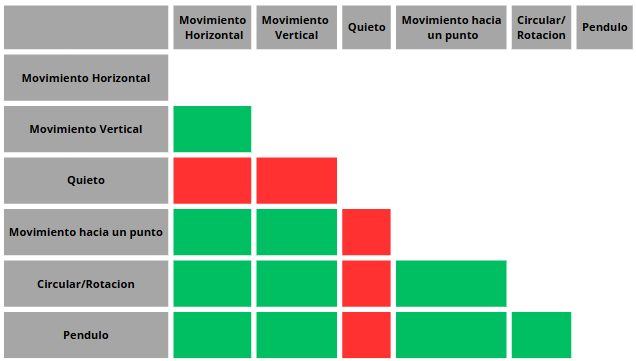 Movimiento
Horizontal
Movimiento
Vertical
Quieto
Movimiento hacia
un punto
Circular/
Rotacion
Pendulo
Movimiento Horizontal
Movimiento Vertical
Quieto
Movimiento hacia un punto
Circular/Rotacion
Pendulo